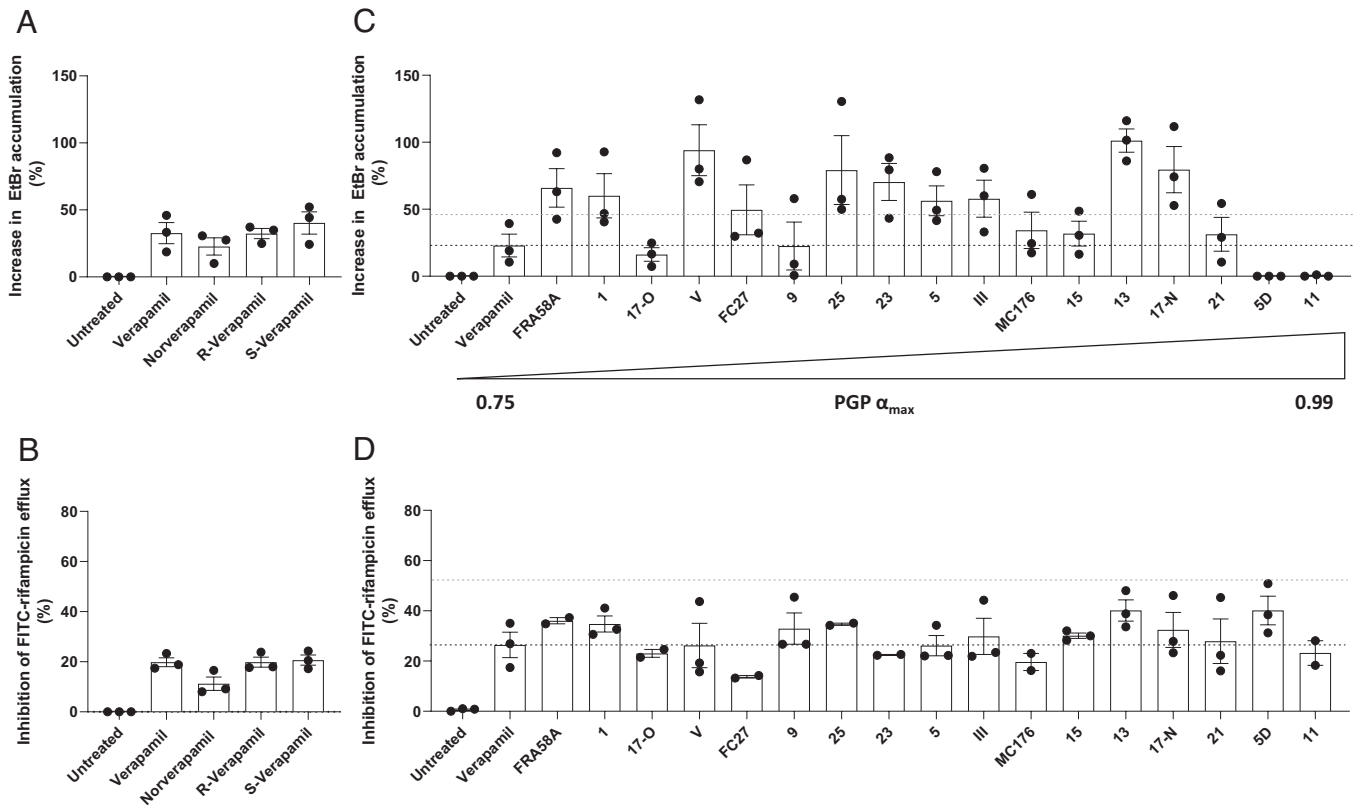 A
Increase in EtBr accumulation
(%)
150
100
50
0
Untreated
Verapamil
Norverapamil
R-Verapamil
S-Verapamil
C
Increase in EtBr accumulation
(%)
150
100
50
0
Untreated
Verapamil
FRA58A
1
17-O
V
FC27
9
25
23
5
III
MC176
15
13
17-N
21
5D
11
0.75
PGP αmax
0.99
B
Inhibition of FITC-rifampicin efflux
(%)
80
60
40
20
0
Untreated
Verapamil
Norverapamil
R-Verapamil
S-Verapamil
D
Inhibition of FITC-rifampicin efflux
(%)
80
60
40
20
0
Untreated
Verapamil
FRA58A
1
17-O
V
FC27
9
25
23
5
III
MC176
15
13
17-N
21
5D
11